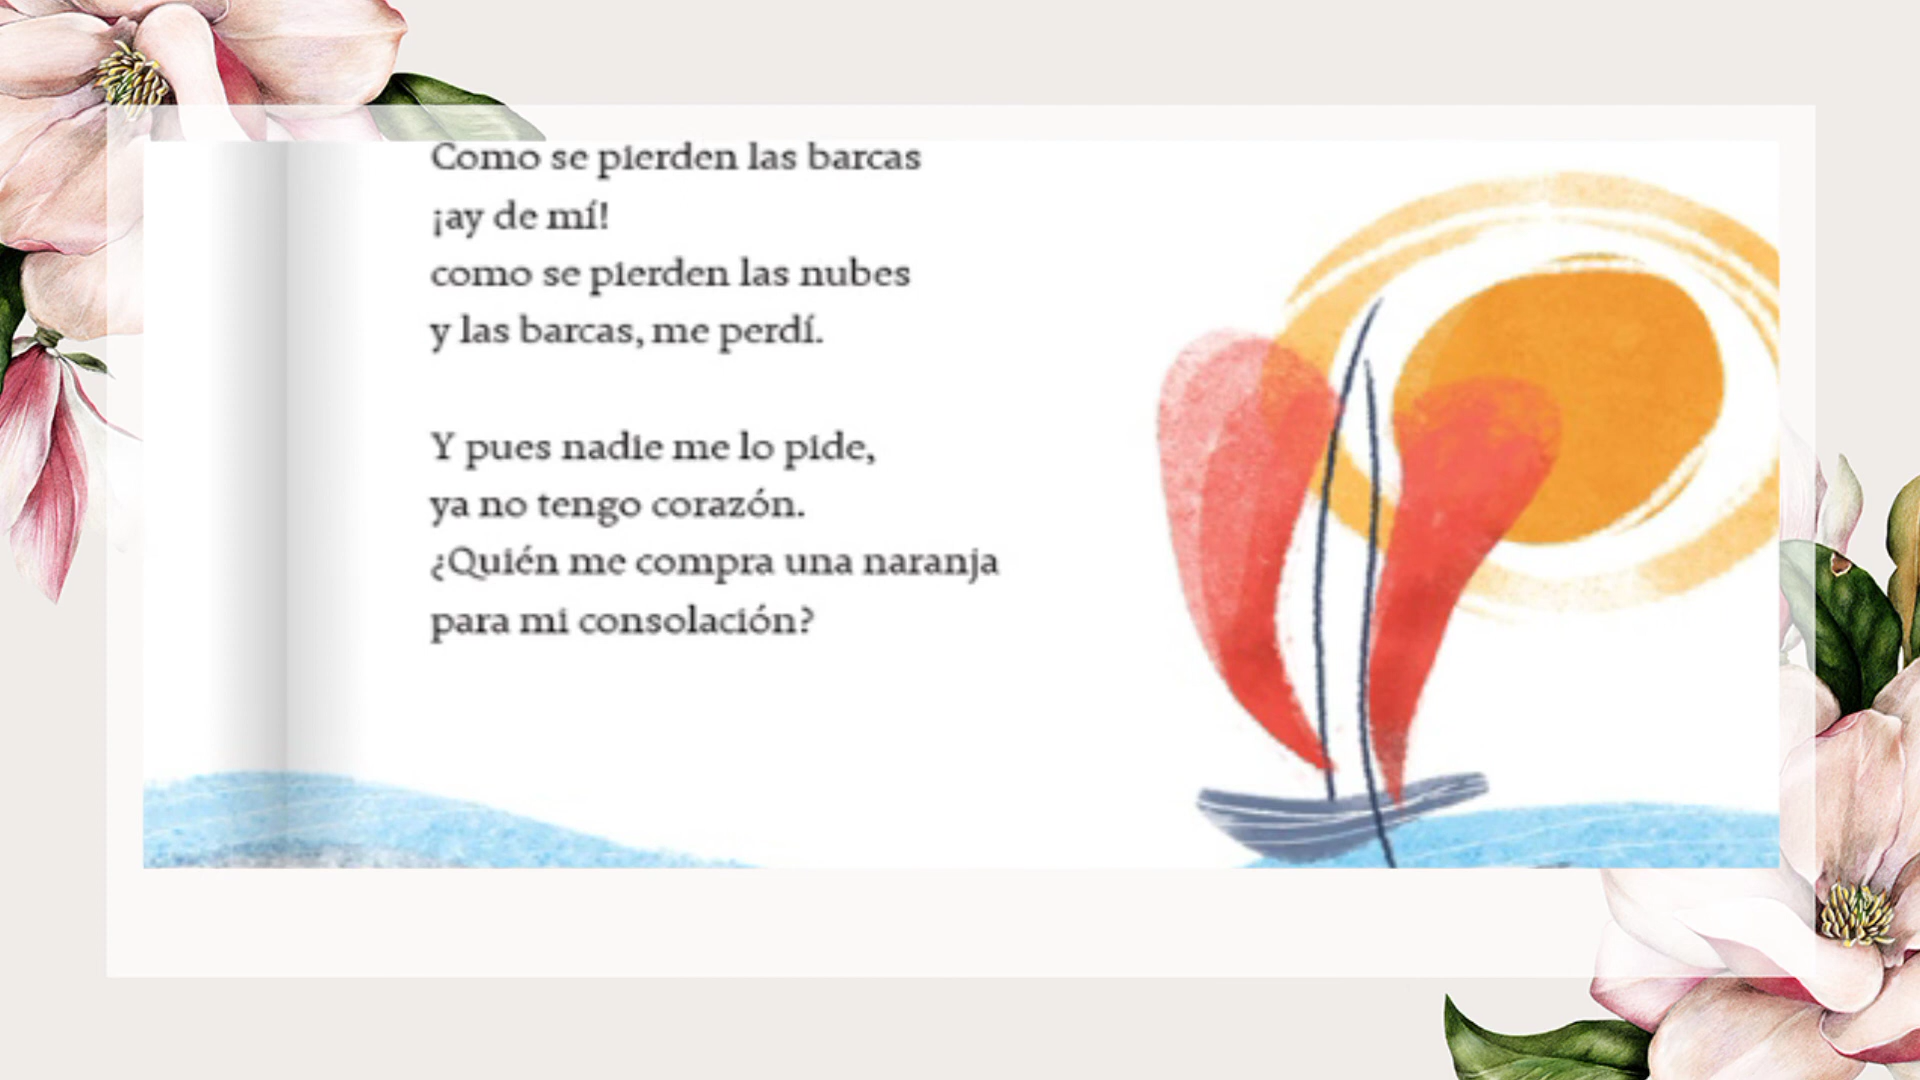 Como se pierden las barcas
¡ay de mí!
como se pierden las nubes
y las barcas, me perdí.
Y pues nadie me lo pide,
ya no tengo corazón.
¿Quién me compra una naranja
para mi consolación?